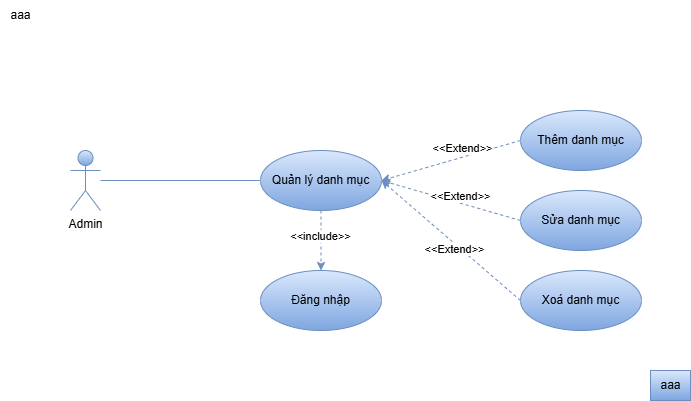 aaa
<<Extend>>
Thêm danh mục
Quản lý danh mục
<<Extend>>
Sửa danh mục
Admin
<<include>>
<<Extend>>
Đăng nhập
Xoá danh mục
aaa